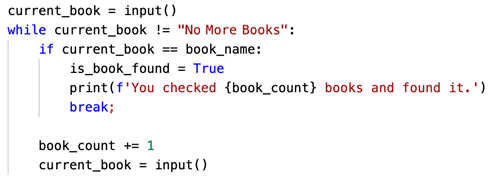 current_book = input()
while current_book != "No More Books":
    if current_book == book_name:
        is_book_found = True
        print(f'You checked {book_count} books and found it.')
        break;
    book_count += 1
    current_book = input()